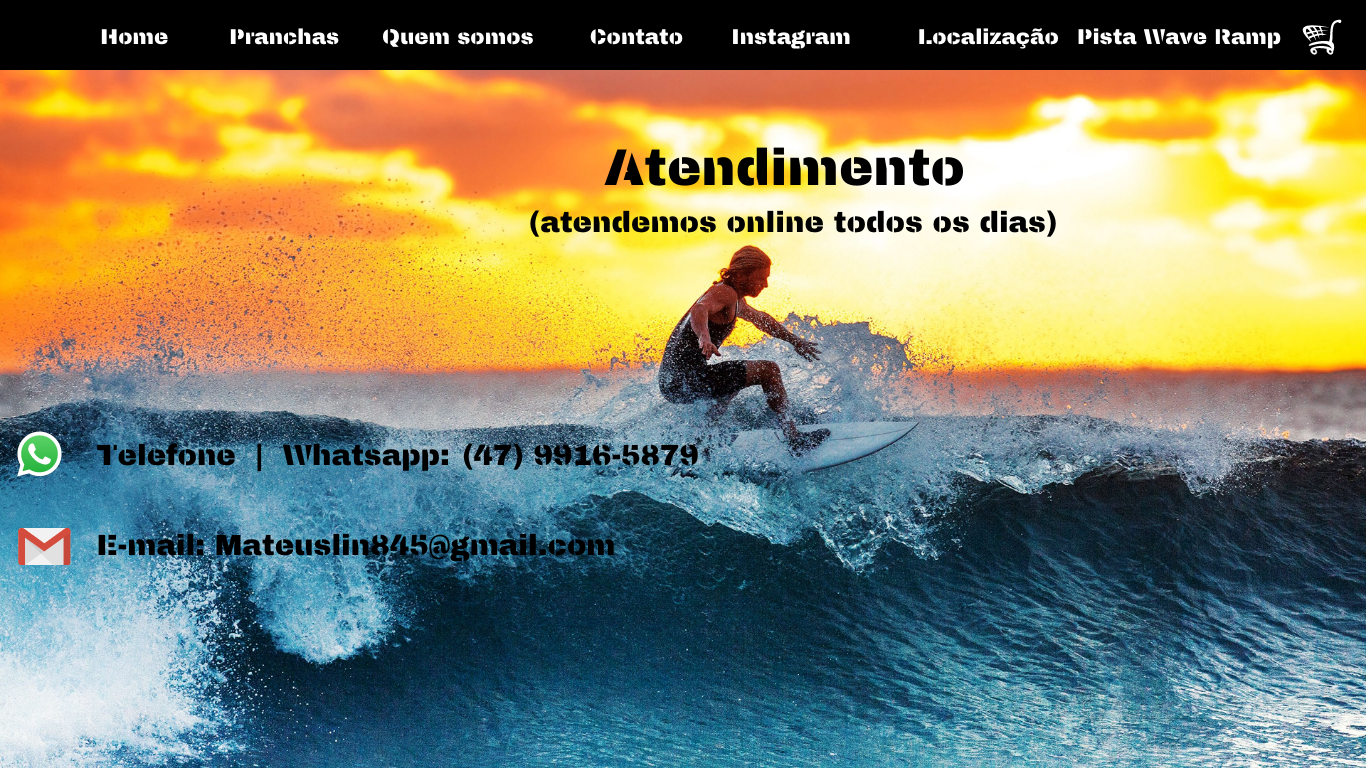 Home Pranchas Quem somos Contato Instagram Localização Pista Wave Ramp
Atendimento
(atendemos online todos os dias)
Telefone | Whatsapp: (47) 9916-5879
E-mail: Mateuslin845@gmail.com